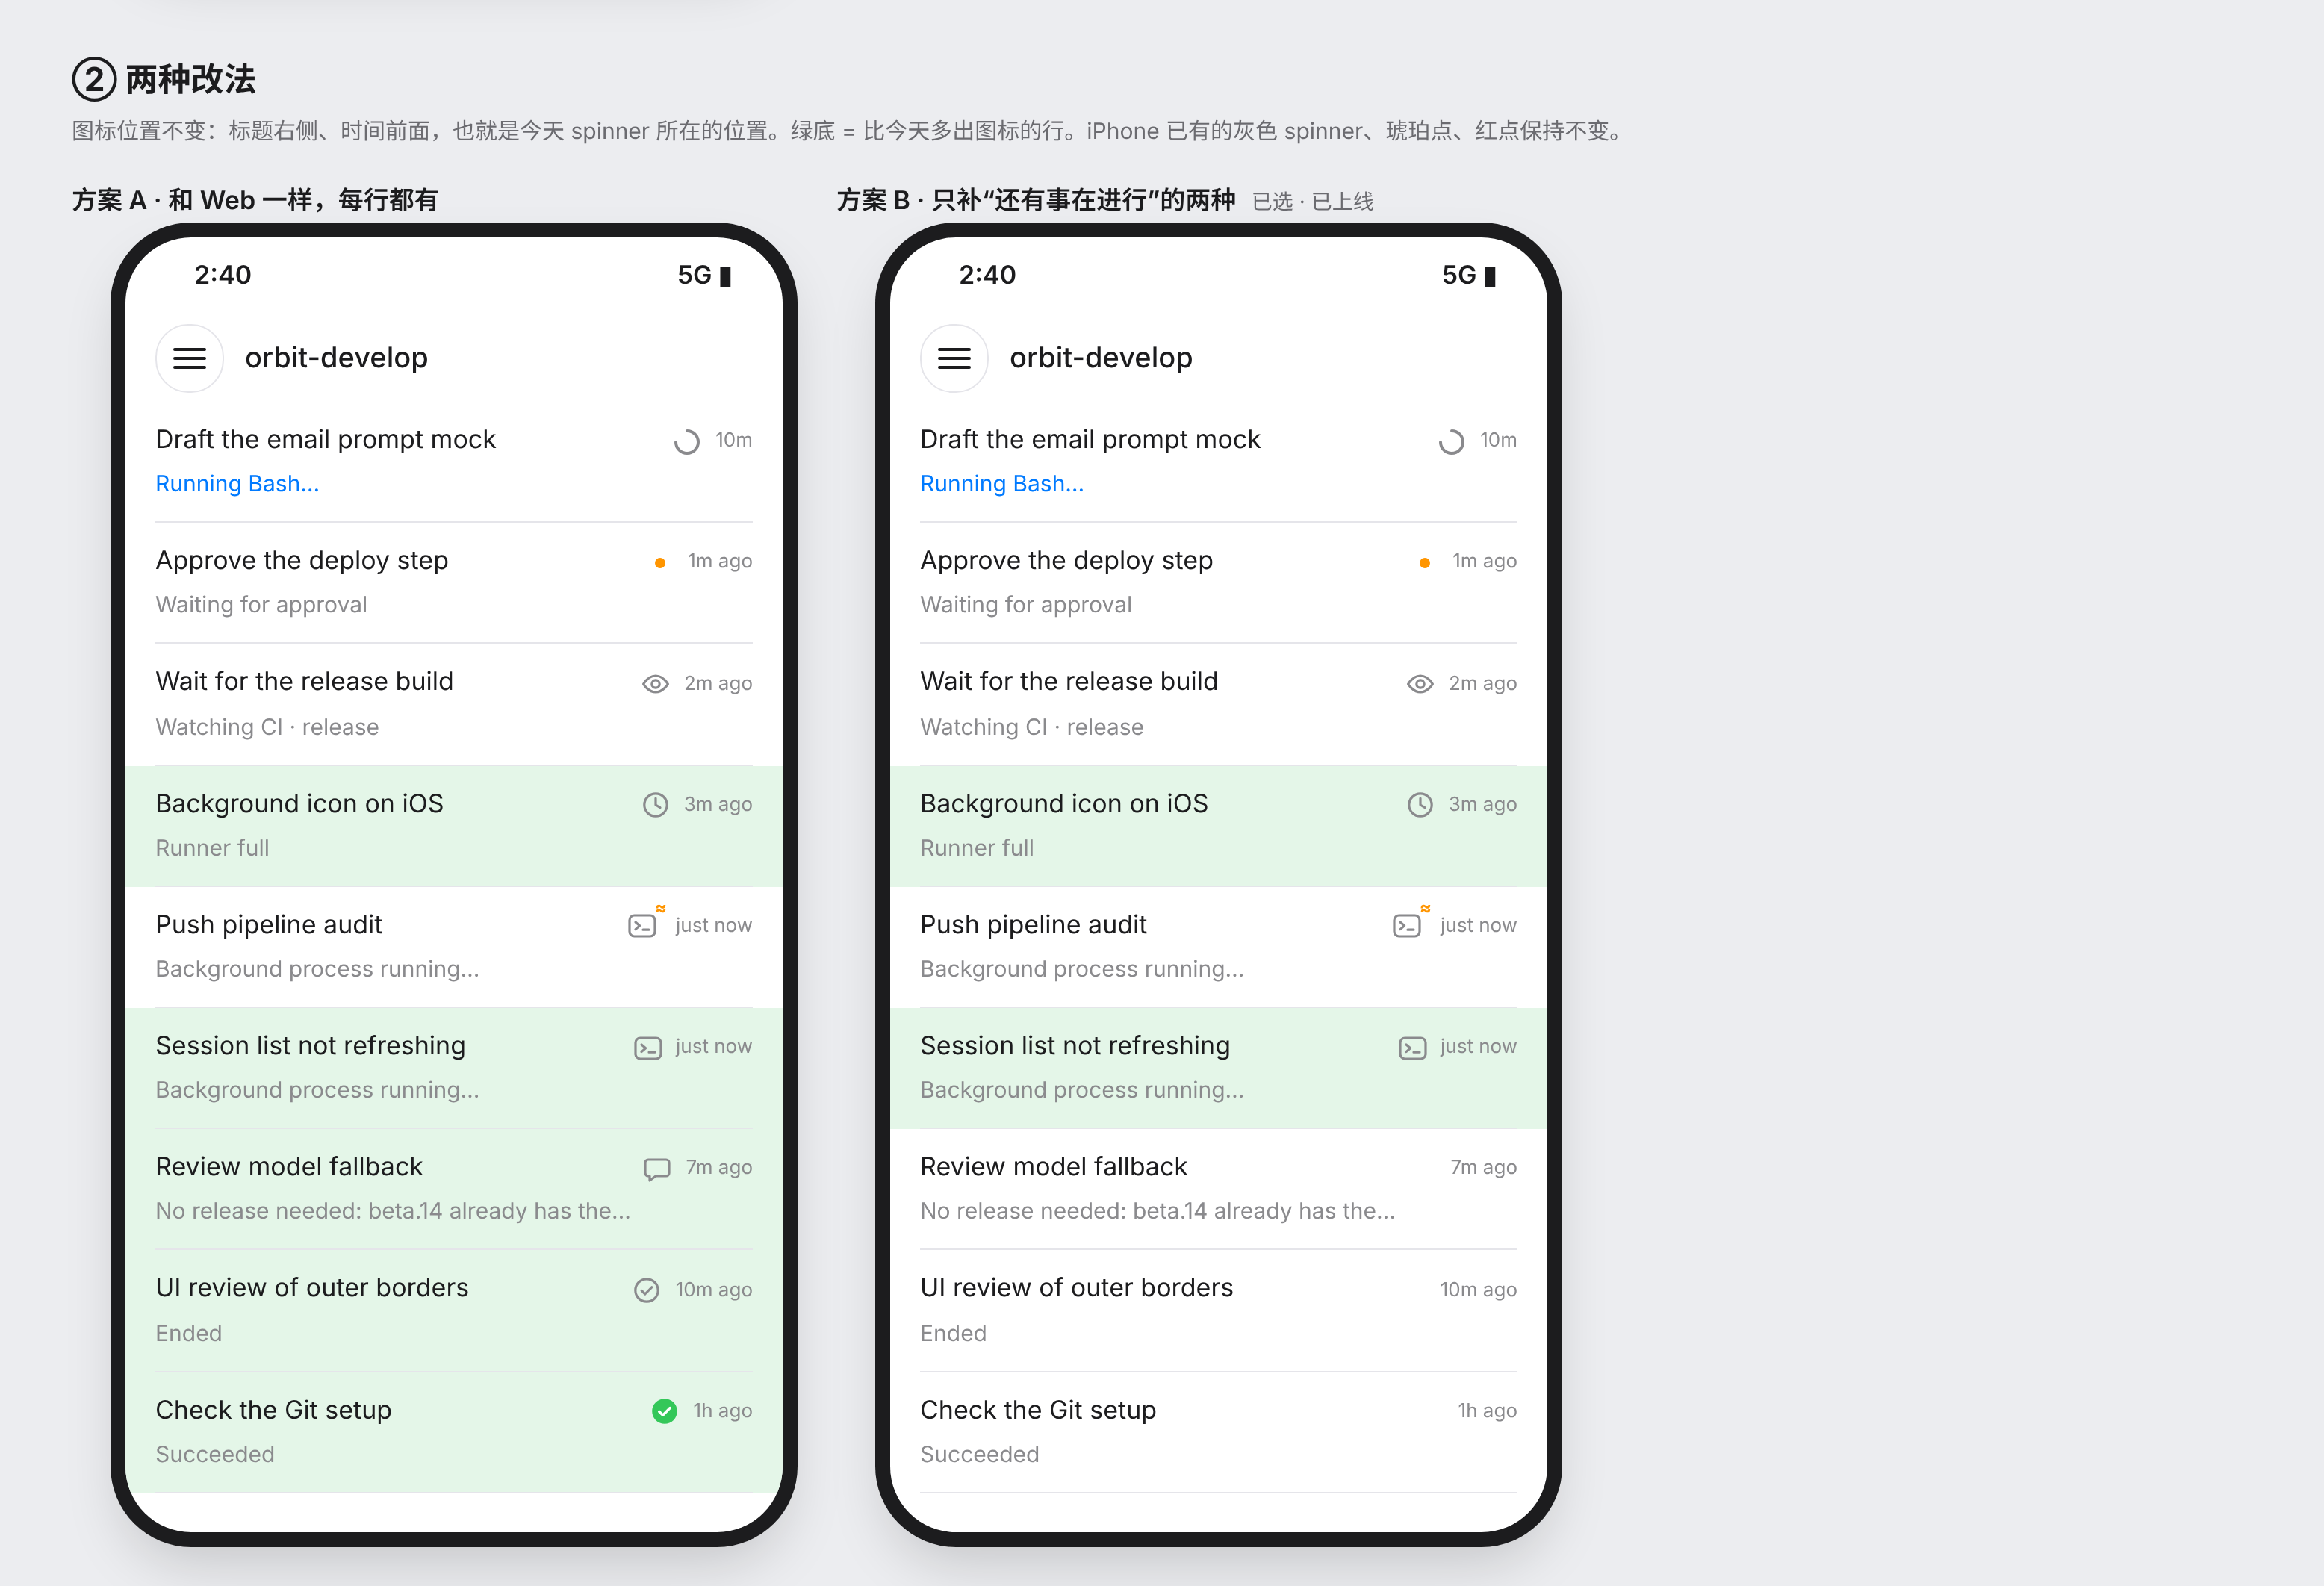 ② 两种改法
图标位置不变：标题右侧、时间前面，也就是今天 spinner 所在的位置。绿底 = 比今天多出图标的行。iPhone 已有的灰色 spinner、琥珀点、红点保持不变。
方案 A · 和 Web 一样，每行都有
2:40 5G
orbit-develop
Draft the email prompt mock 10m
Running Bash...
Approve the deploy step 1m ago
Waiting for approval
Wait for the release build 2m ago
Watching CI · release
Background icon on iOS 3m ago
Runner full
Push pipeline audit just now
Background process running...
Session list not refreshing just now
Background process running...
Review model fallback 7m ago
No release needed: beta.14 already has the...
UI review of outer borders 10m ago
Ended
Check the Git setup 1h ago
Succeeded
方案 B · 只补“还有事在进行”的两种 已选 · 已上线
2:40 5G
orbit-develop
Draft the email prompt mock 10m
Running Bash...
Approve the deploy step 1m ago
Waiting for approval
Wait for the release build 2m ago
Watching CI · release
Background icon on iOS 3m ago
Runner full
Push pipeline audit just now
Background process running...
Session list not refreshing just now
Background process running...
Review model fallback 7m ago
No release needed: beta.14 already has the...
UI review of outer borders 10m ago
Ended
Check the Git setup 1h ago
Succeeded